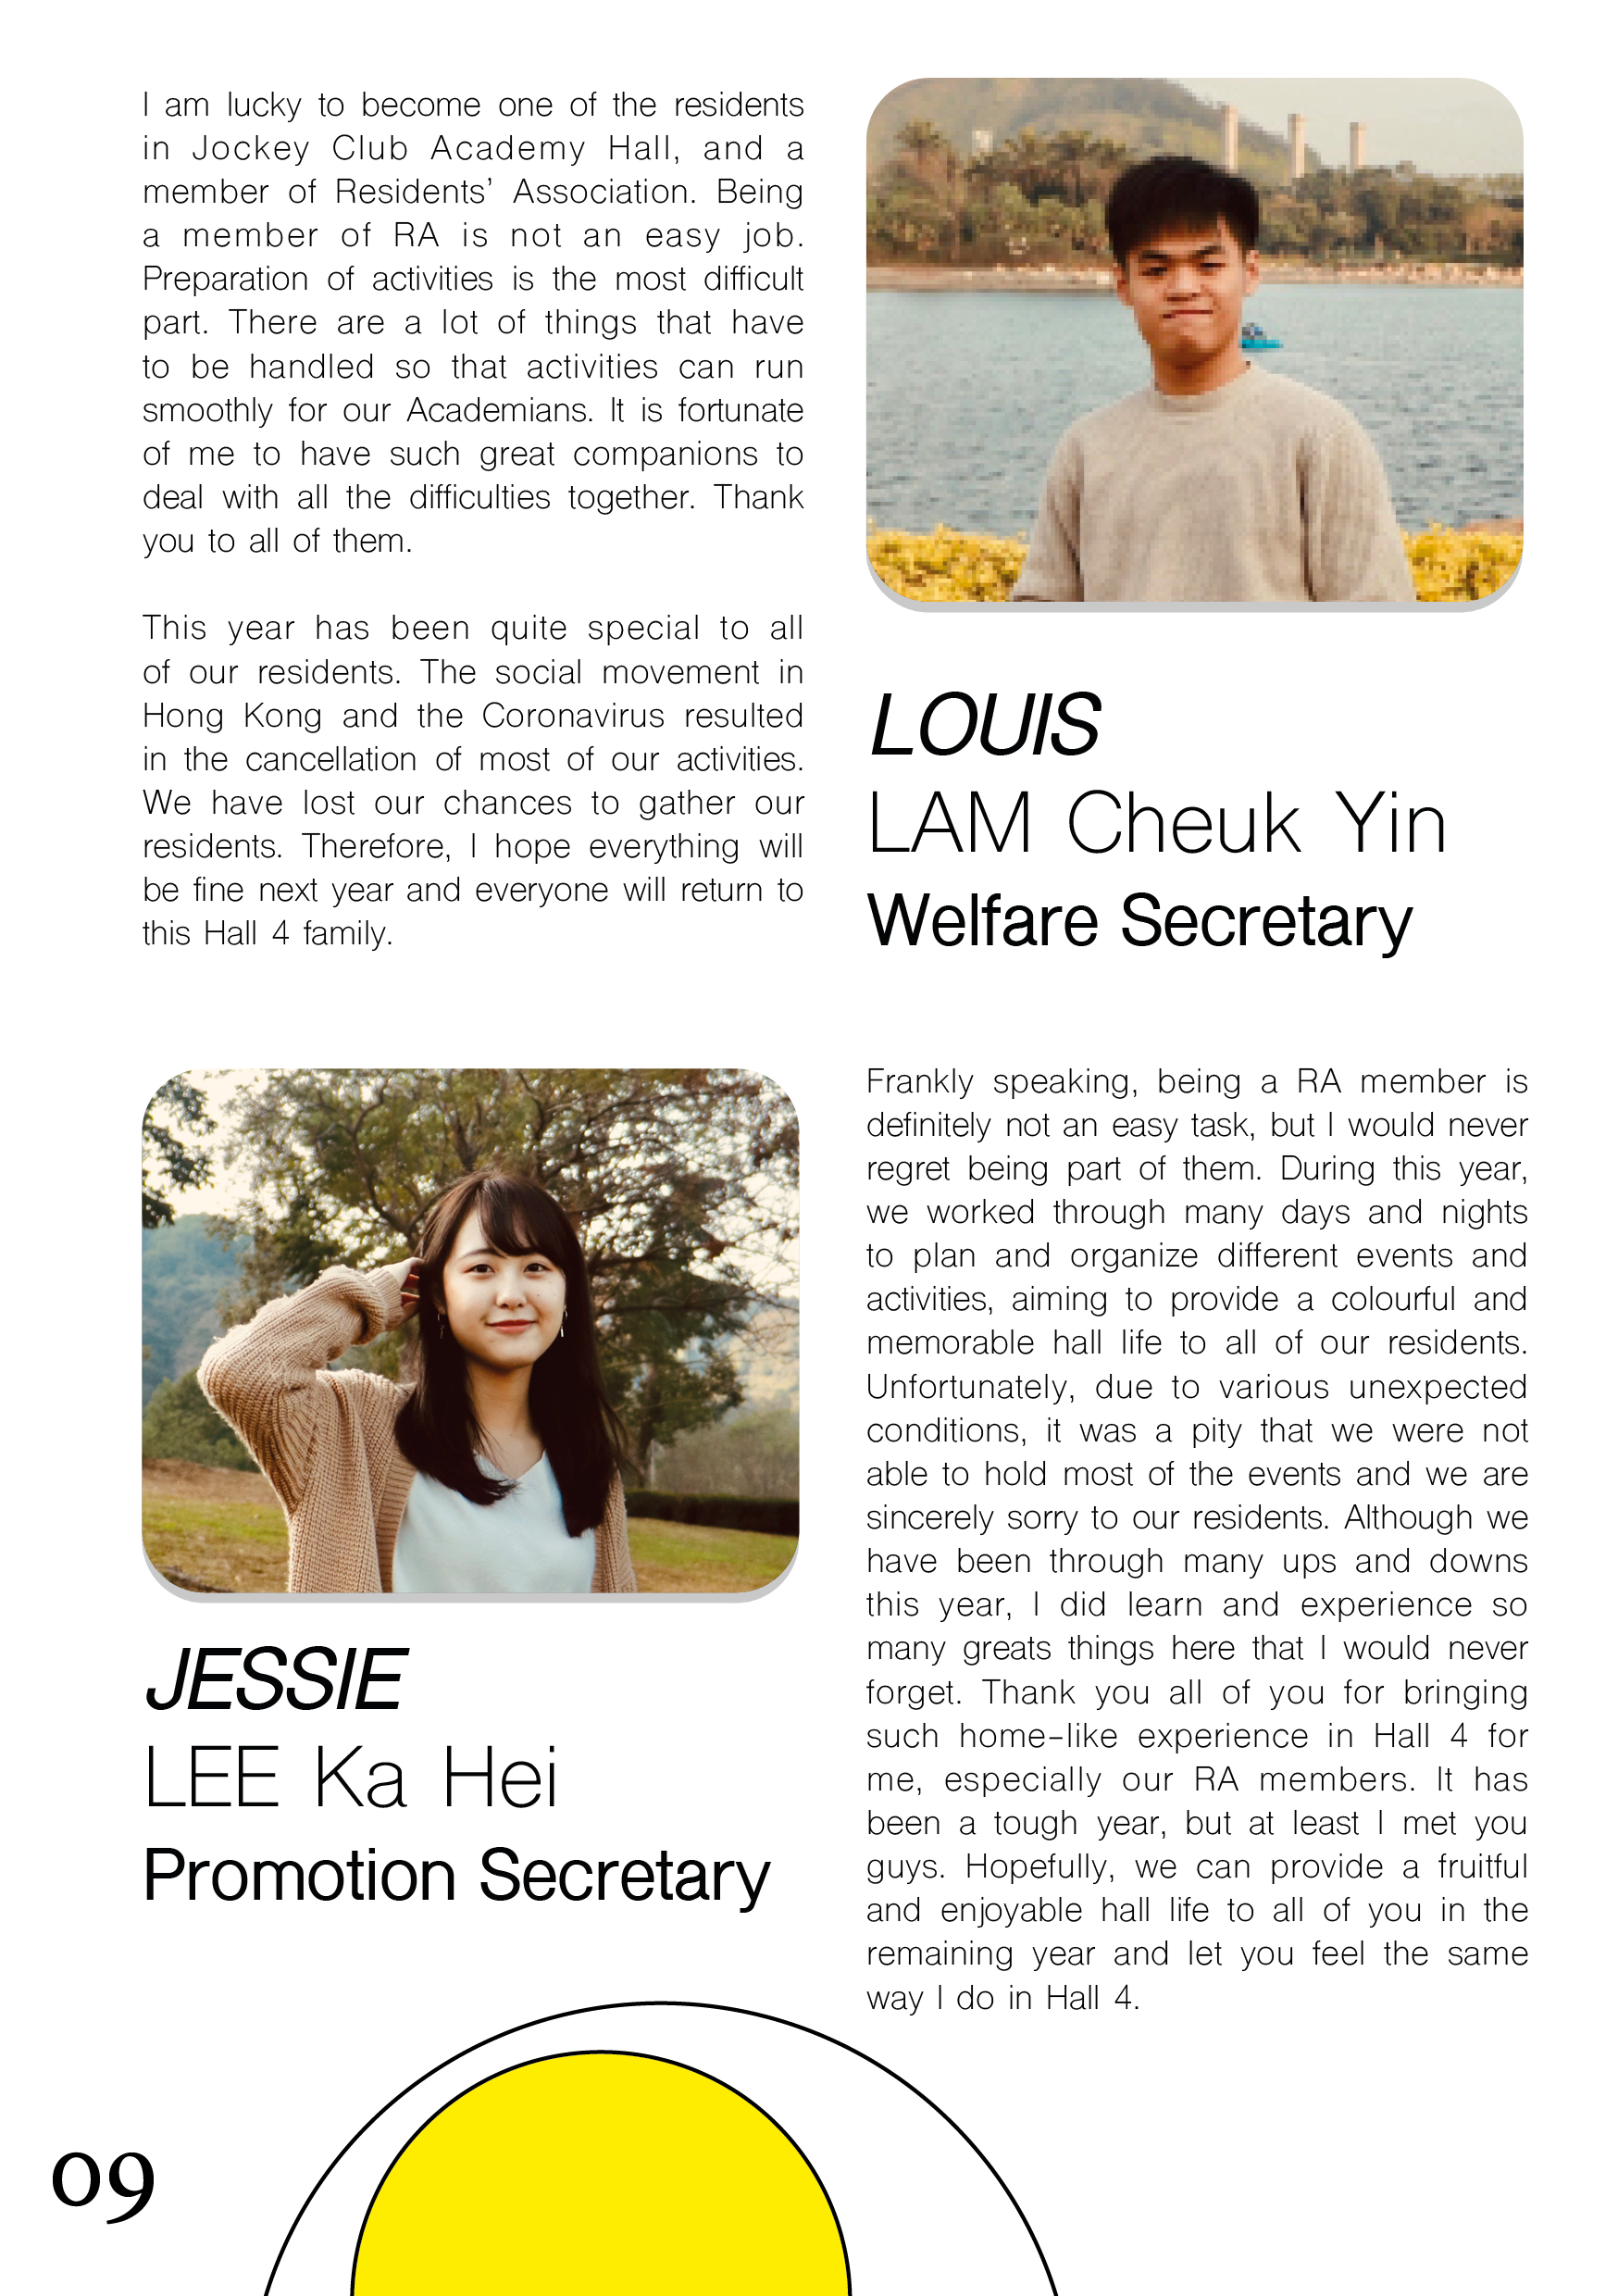 I am lucky to become one of the residents
in Jockey Club Academy Hall, and a
member of Residents’ Association. Being
a member of RA is not an easy job.
Preparation of activities is the most difficult
part. There are a lot of things that have
to be handled so that activities can run
smoothly for our Academians. It is fortunate
of me to have such great companions to
deal with all the difficulties together. Thank
you to all of them.
This year has been quite special to all
of our residents. The social movement in
Hong Kong and the Coronavirus resulted
in the cancellation of most of our activities.
We have lost our chances to gather our
residents. Therefore, I hope everything will
be fine next year and everyone will return to
this Hall 4 family.
LOUIS
LAM Cheuk Yin
Welfare Secretary
JESSIE
LEE Ka Hei
Promotion Secretary
Frankly speaking, being a RA member is
definitely not an easy task, but I would never
regret being part of them. During this year,
we worked through many days and nights
to plan and organize different events and
activities, aiming to provide a colourful and
memorable hall life to all of our residents.
Unfortunately, due to various unexpected
conditions, it was a pity that we were not
able to hold most of the events and we are
sincerely sorry to our residents. Although we
have been through many ups and downs
this year, I did learn and experience so
many greats things here that I would never
forget. Thank you all of you for bringing
such home-like experience in Hall 4 for
me, especially our RA members. It has
been a tough year, but at least I met you
guys. Hopefully, we can provide a fruitful
and enjoyable hall life to all of you in the
remaining year and let you feel the same
way I do in Hall 4.
09